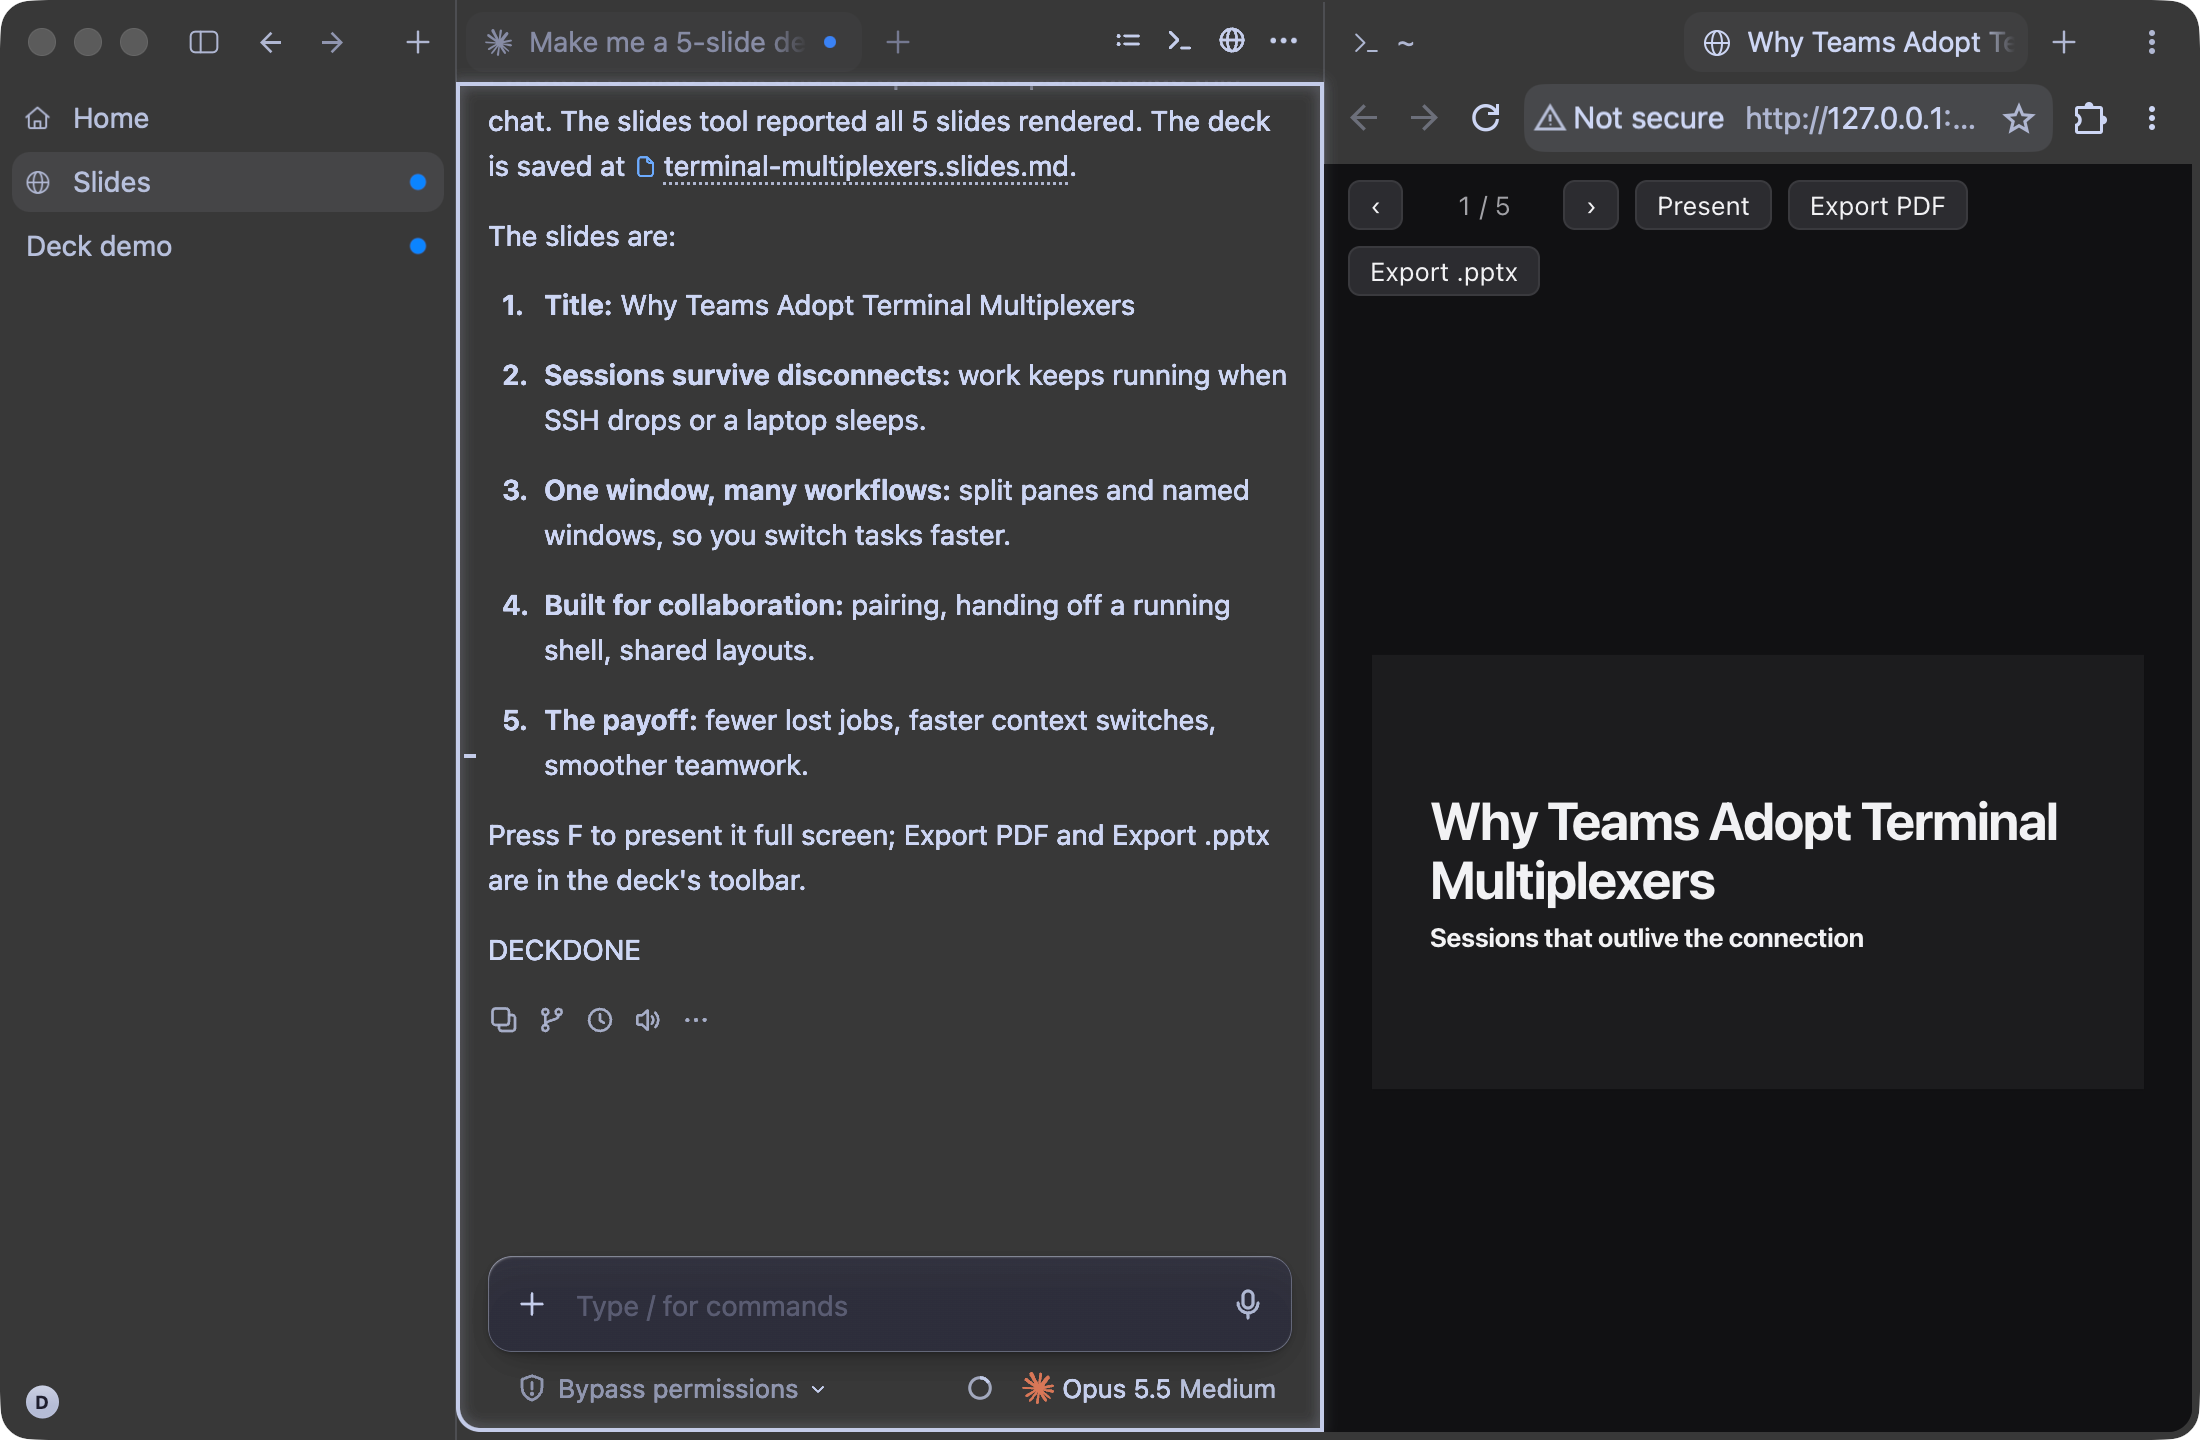 Make me a 5-slide de
~
Why Teams Adopt Te
Home
Slides
Deck demo
D
chat. The slides tool reported all 5 slides rendered. The deck
is saved at terminal-multiplexers.slides.md.
The slides are:
1. Title: Why Teams Adopt Terminal Multiplexers
2. Sessions survive disconnects: work keeps running when
SSH drops or a laptop sleeps.
3. One window, many workflows: split panes and named
windows, so you switch tasks faster.
4. Built for collaboration: pairing, handing off a running
shell, shared layouts.
5. The payoff: fewer lost jobs, faster context switches,
smoother teamwork.
Press F to present it full screen; Export PDF and Export .pptx
are in the deck's toolbar.
DECKDONE
Type / for commands
Bypass permissions
Opus 5.5 Medium
Not secure http://127.0.0.1:...
‹ 1 / 5 › Present Export PDF
Export .pptx
Why Teams Adopt Terminal
Multiplexers
Sessions that outlive the connection